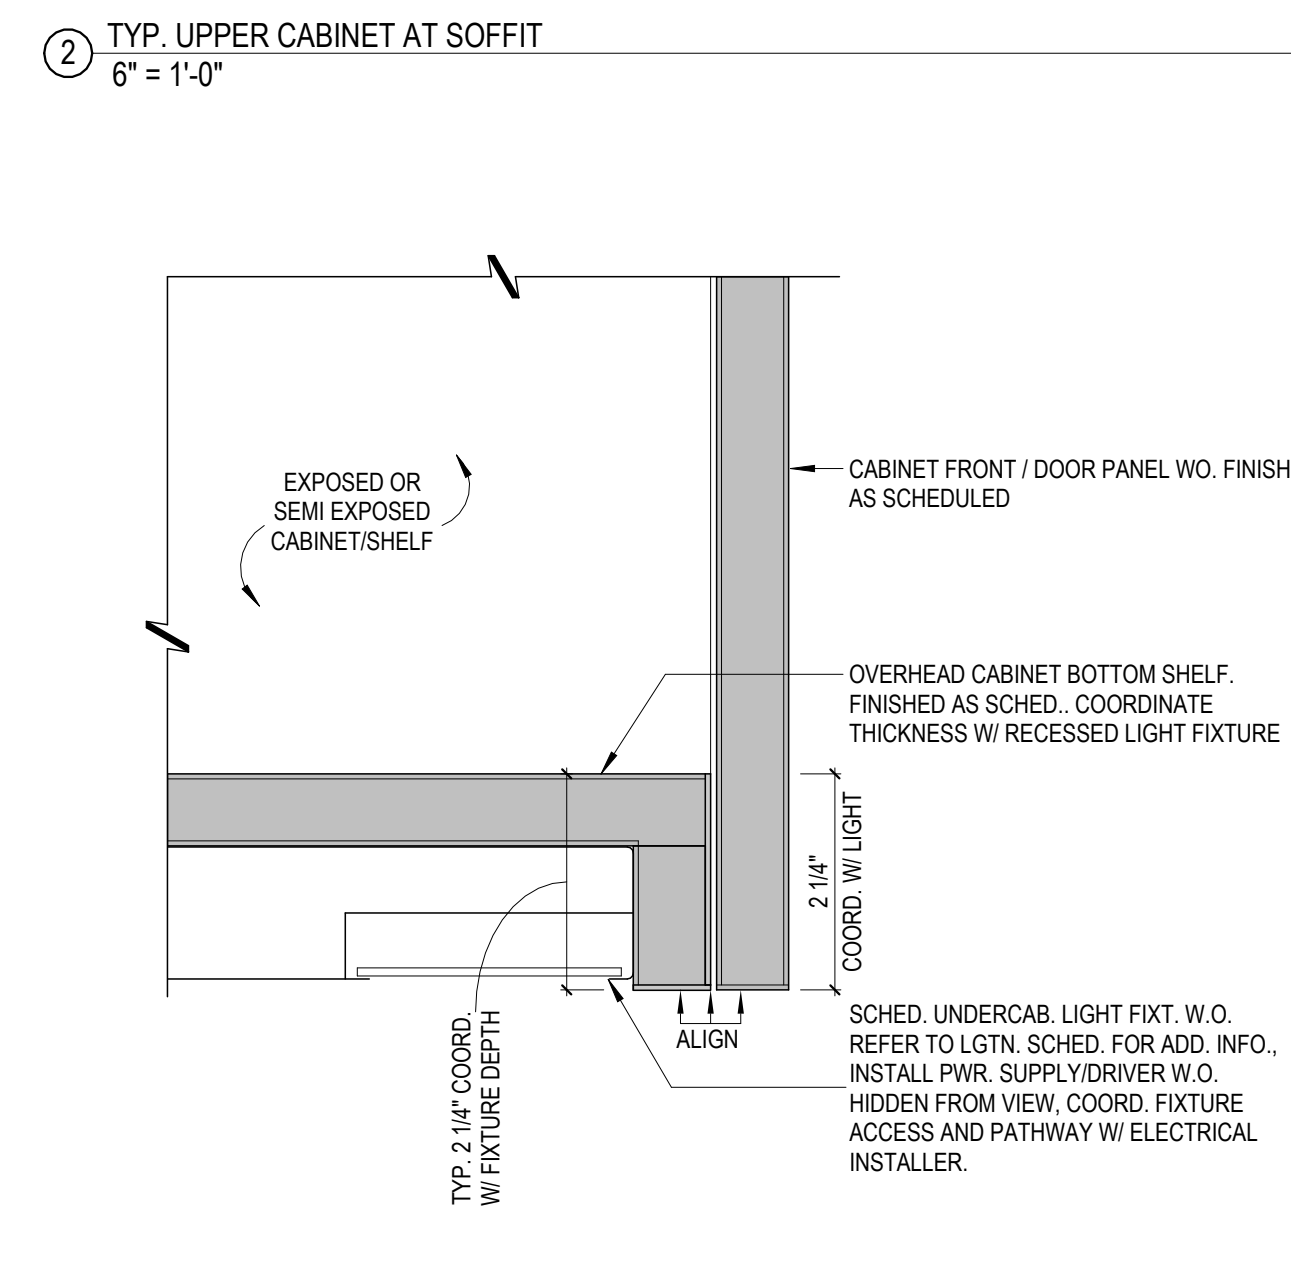 2
TYP. UPPER CABINET AT SOFFIT
6" = 1'-0"
EXPOSED OR
SEMI EXPOSED
CABINET/SHELF
CABINET FRONT / DOOR PANEL WO. FINISH
AS SCHEDULED
OVERHEAD CABINET BOTTOM SHELF.
FINISHED AS SCHED.. COORDINATE
THICKNESS W/ RECESSED LIGHT FIXTURE
2 1/4"
COORD. W/ LIGHT
TYP. 2 1/4" COORD.
W/ FIXTURE DEPTH
ALIGN
SCHED. UNDERCAB. LIGHT FIXT. W.O.
REFER TO LGTN. SCHED. FOR ADD. INFO.,
INSTALL PWR. SUPPLY/DRIVER W.O.
HIDDEN FROM VIEW, COORD. FIXTURE
ACCESS AND PATHWAY W/ ELECTRICAL
INSTALLER.